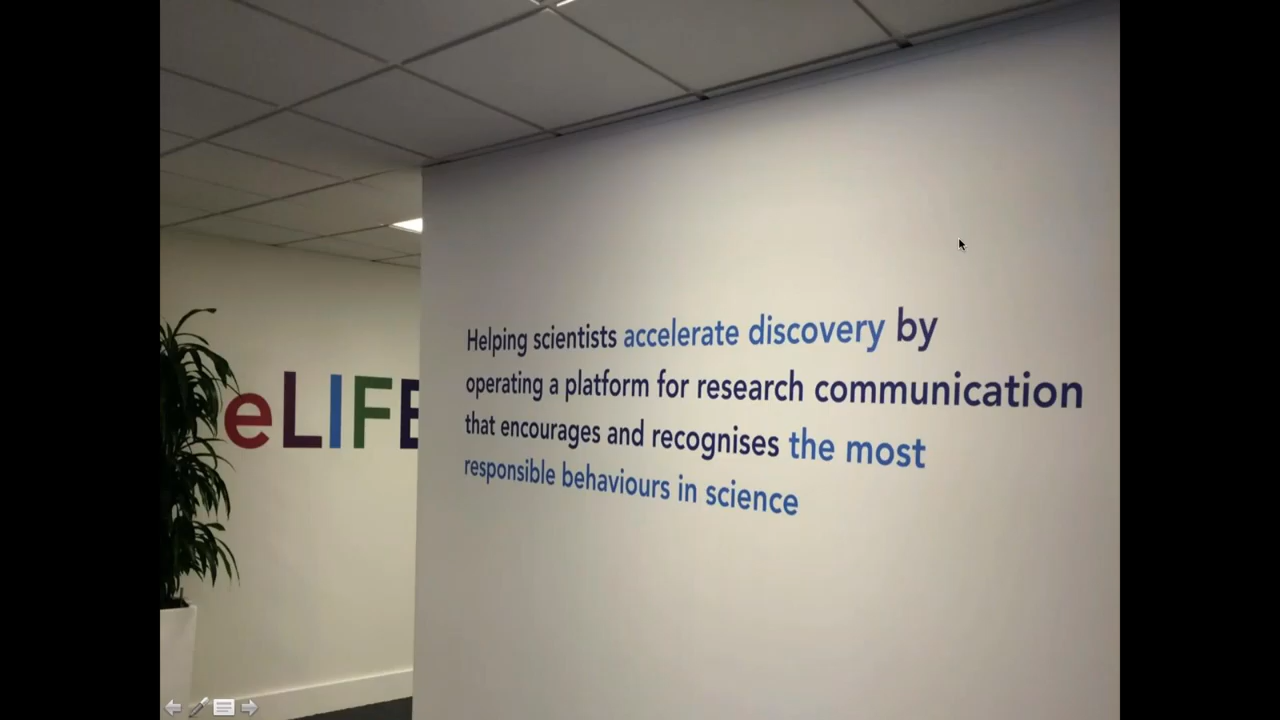 eLIFE
Helping scientists accelerate discovery by
operating a platform for research communication
that encourages and recognises the most
responsible behaviours in science